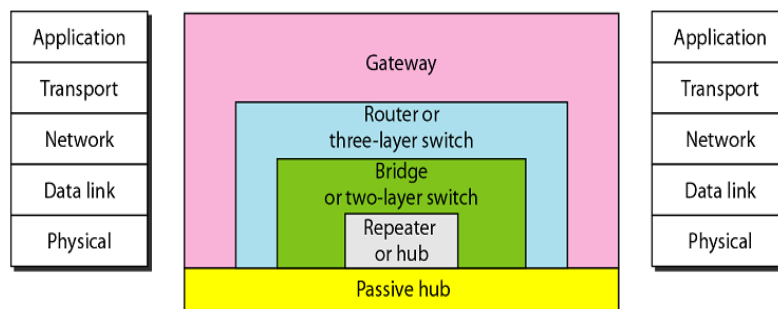 Application
Transport
Network
Data link
Physical
Gateway
Router or
three-layer switch
Bridge
or two-layer switch
Repeater
or hub
Passive hub
Application
Transport
Network
Data link
Physical